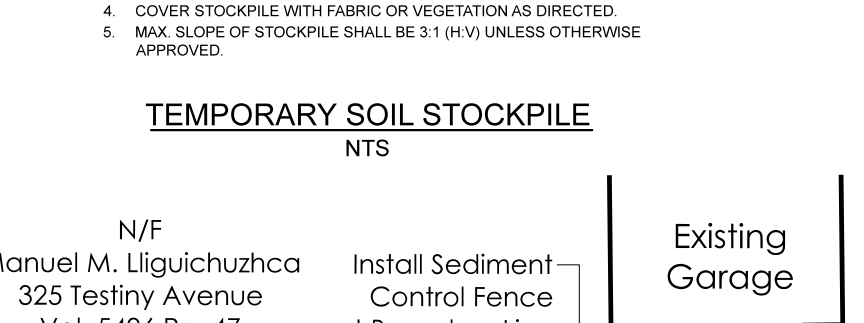 4. COVER STOCKPILE WITH FABRIC OR VEGETATION AS DIRECTED.
5. MAX. SLOPE OF STOCKPILE SHALL BE 3:1 (H:V) UNLESS OTHERWISE
APPROVED.
TEMPORARY SOIL STOCKPILE
NTS
N/F
Manuel M. Lliguichuzhca
325 Testiny Avenue
Install Sediment
Control Fence
Existing
Garage